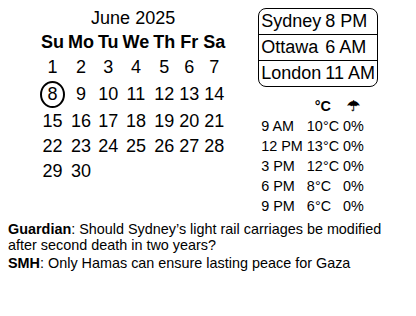 June 2025
Su Mo Tu We Th Fr Sa
1 2 3 4 5 6 7
8 9 10 11 12 13 14
15 16 17 18 19 20 21
22 23 24 25 26 27 28
29 30
Sydney 8 PM
Ottawa 6 AM
London 11 AM
°C ☂
9 AM 10°C 0%
12 PM 13°C 0%
3 PM 12°C 0%
6 PM 8°C 0%
9 PM 6°C 0%
Guardian: Should Sydney’s light rail carriages be modified
after second death in two years?
SMH: Only Hamas can ensure lasting peace for Gaza